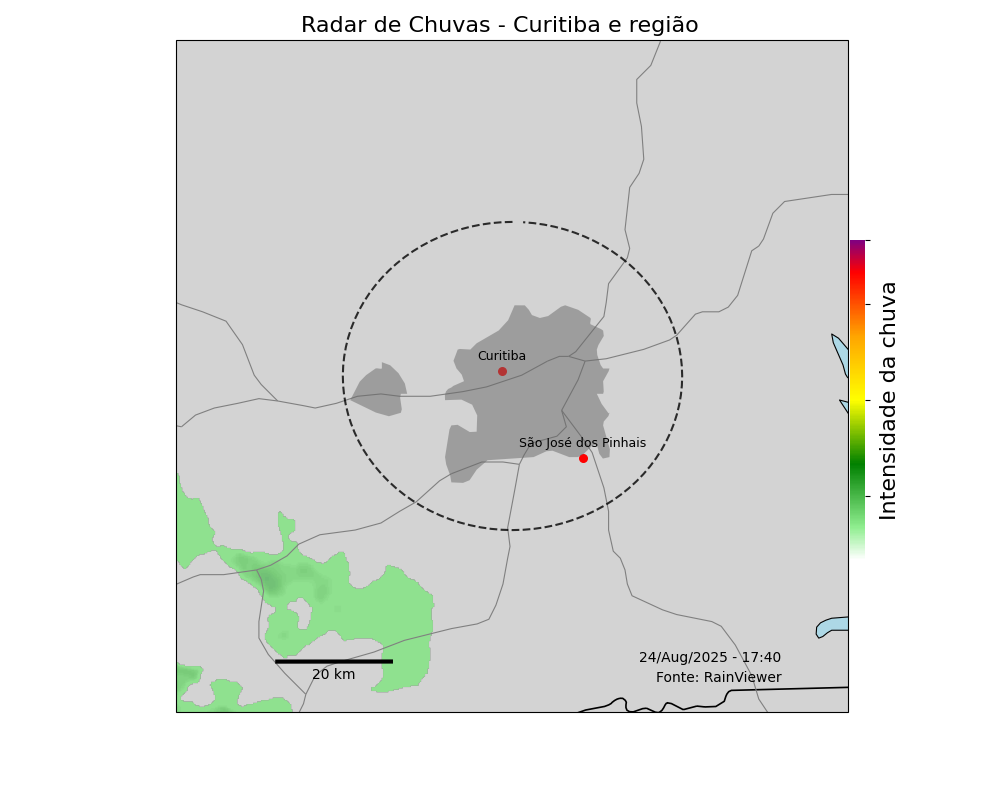 Radar de Chuvas - Curitiba e região
Curitiba
São José dos Pinhais
Intensidade da chuva
20 km
24/Aug/2025 - 17:40
Fonte: RainViewer